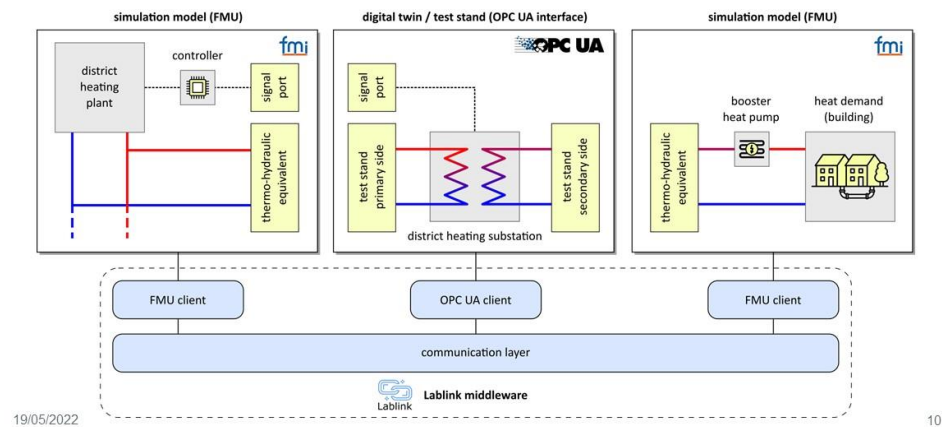 simulation model (FMU)
digital twin / test stand (OPC UA interface)
simulation model (FMU)
fmi
district
heating
plant
controller
signal
port
thermo-hydraulic
equivalent
OPC UA
signal
port
test stand
primary side
test stand
secondary side
district heating substation
fmi
thermo-hydraulic
equivalent
booster
heat pump
heat demand
(building)
FMU client
OPC UA client
FMU client
communication layer
Lablink
Lablink middleware
19/05/2022
10